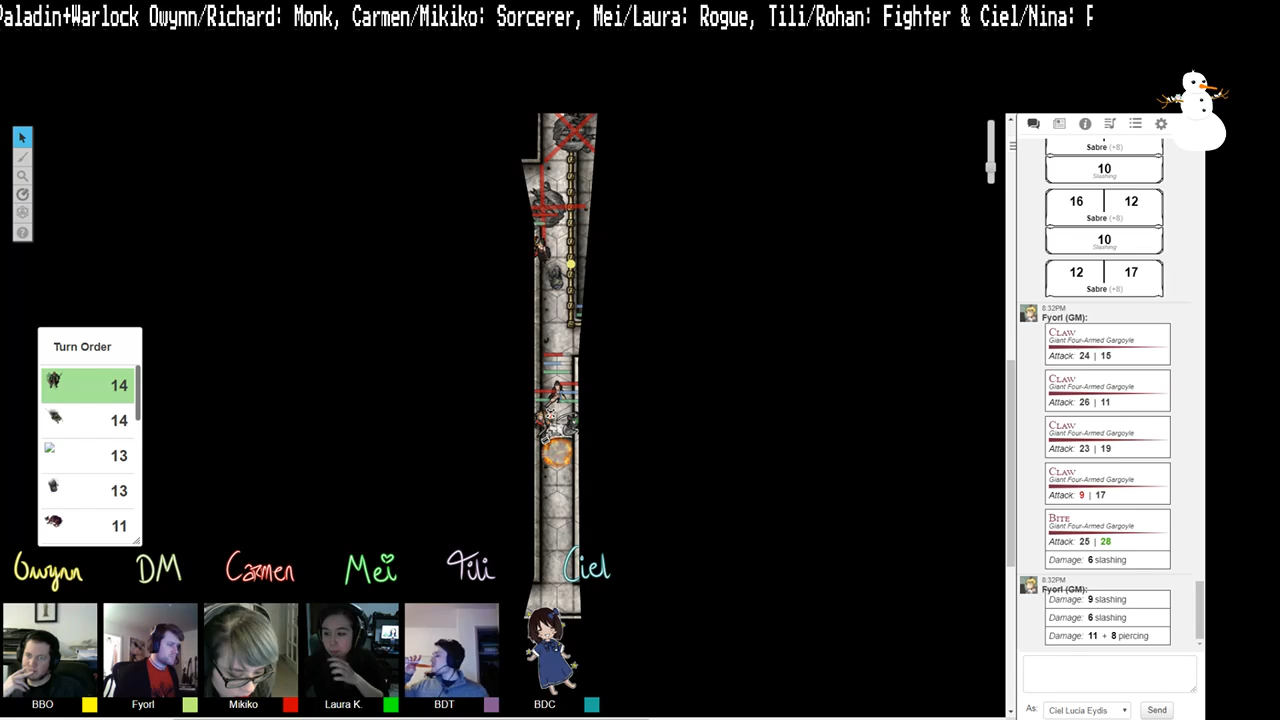 Paladin+Warlock Owynn/Richard: Monk, Carmen/Mikiko: Sorcerer, Mei/Laura: Rogue, Tili/Rohan: Fighter & Ciel/Nina:
Sabre (+8)
10
Slashing
16 12
Sabre (+8)
10
Slashing
12 17
Sabre (+8)
8:32PM
Fyorl (GM):
Claw
Giant Four-Armed Gargoyle
Attack: 24 | 15
Claw
Giant Four-Armed Gargoyle
Attack: 26 | 11
Claw
Giant Four-Armed Gargoyle
Attack: 23 | 19
Claw
Giant Four-Armed Gargoyle
Attack: 9 | 17
Bite
Giant Four-Armed Gargoyle
Attack: 25 | 28
Damage: 6 slashing
8:32PM
Fyorl (GM):
Damage: 9 slashing
Damage: 6 slashing
Damage: 11 + 8 piercing
As: Ciel Lucia Eydis Send
Turn Order
14
14
13
13
11
Owynn DM Carmen Mei Tili Ciel
BBO Fyorl Mikiko Laura K. BDT BDC